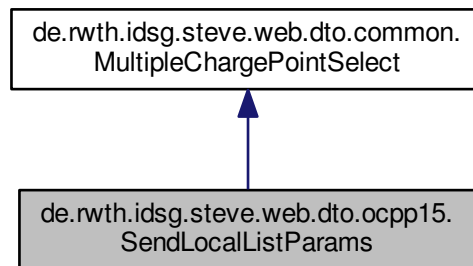 de.rwth.idsg.steve.web.dto.common.
MultipleChargePointSelect
de.rwth.idsg.steve.web.dto.ocpp15.
SendLocalListParams